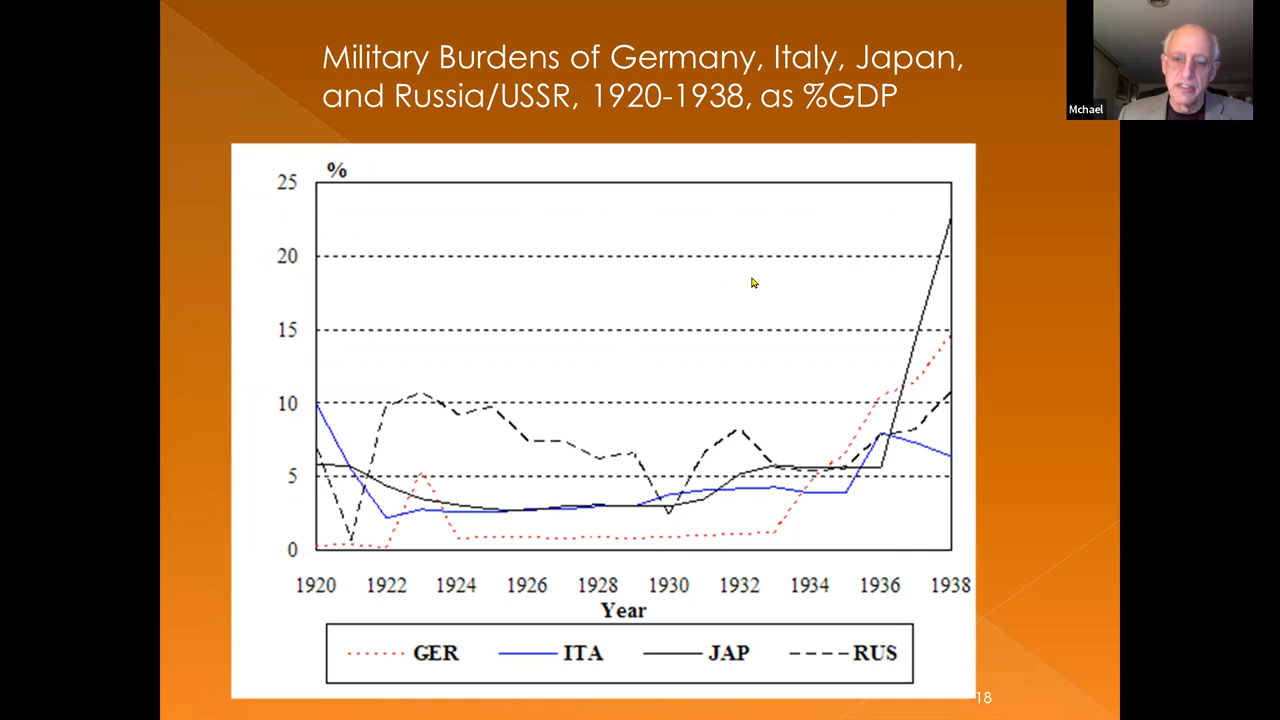 Military Burdens of Germany, Italy, Japan,
and Russia/USSR, 1920-1938, as %GDP
Mchael
%
25
20
15
10
5
0
1920 1922 1924 1926 1928 1930 1932 1934 1936 1938
Year
GER ITA JAP RUS
18